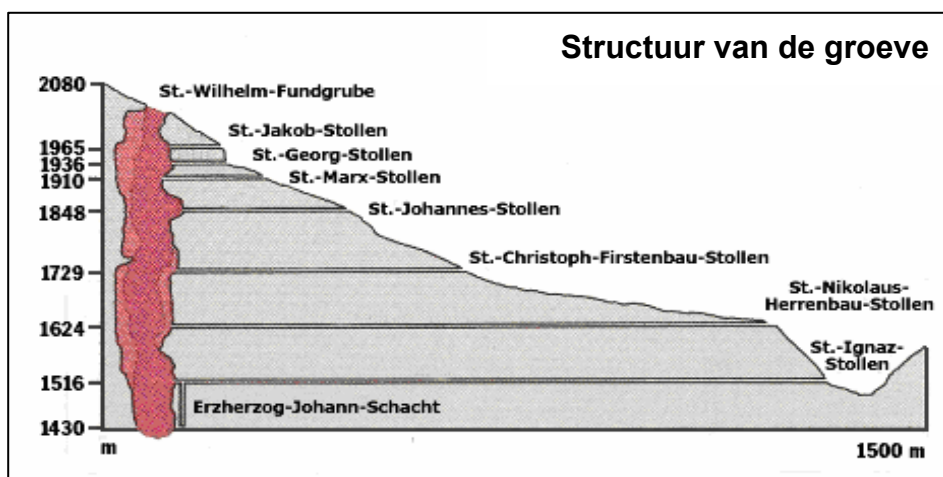 Structuur van de groeve
2080
St.-Wilhelm-Fundgrube
St.-Jakob-Stollen
1965
St.-Georg-Stollen
1936
St.-Marx-Stollen
1910
1848
St.-Johannes-Stollen
St.-Christoph-Firstenbau-Stollen
1729
St.-Nikolaus-
Herrenbau-Stollen
1624
St.-Ignaz-
Stollen
1516
Erzherzog-Johann-Schacht
1430
m
1500 m